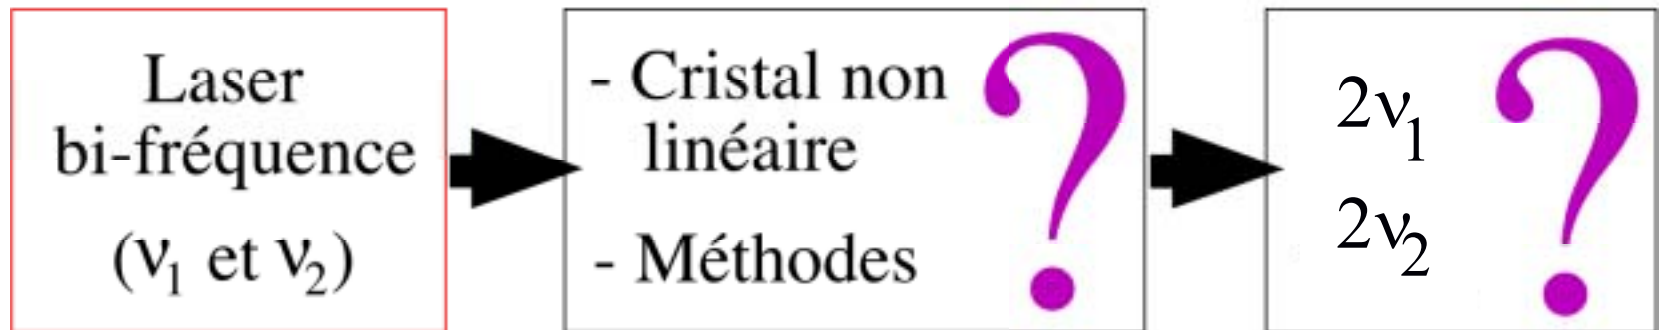 Laser
bi-fréquence
(ν₁ et ν₂)
- Cristal non
linéaire
- Méthodes
?
2ν₁
2ν₂
?